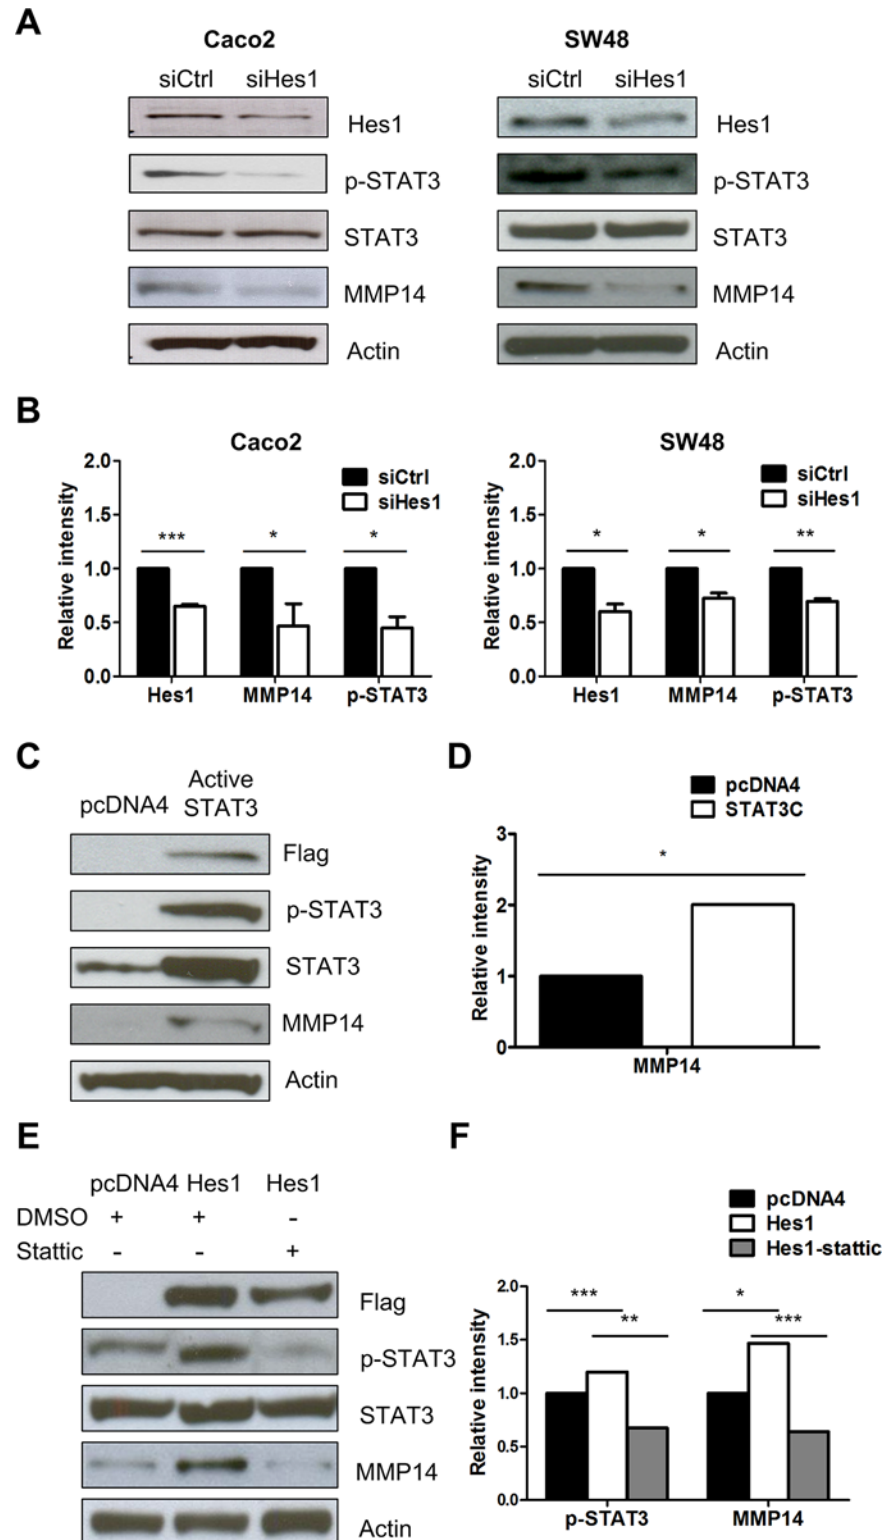 A
Caco2 SW48
siCtrl siHes1 siCtrl siHes1
Hes1 Hes1
p-STAT3 p-STAT3
STAT3 STAT3
MMP14 MMP14
Actin Actin
B
Caco2
Relative intensity
2.0
1.5
1.0
0.5
0.0
siCtrl
siHes1
*** * *
Hes1 MMP14 p-STAT3
SW48
Relative intensity
2.0
1.5
1.0
0.5
0.0
siCtrl
siHes1
* * **
Hes1 MMP14 p-STAT3
C
pcDNA4 Active
STAT3
Flag
p-STAT3
STAT3
MMP14
Actin
D
pcDNA4
STAT3C
Relative intensity
3
2
1
0
*
MMP14
E
pcDNA4 Hes1 Hes1
DMSO + + -
Stattic - - +
Flag
p-STAT3
STAT3
MMP14
Actin
F
pcDNA4
Hes1
Hes1-stattic
Relative intensity
2.0
1.5
1.0
0.5
0.0
*** *
** ***
p-STAT3 MMP14